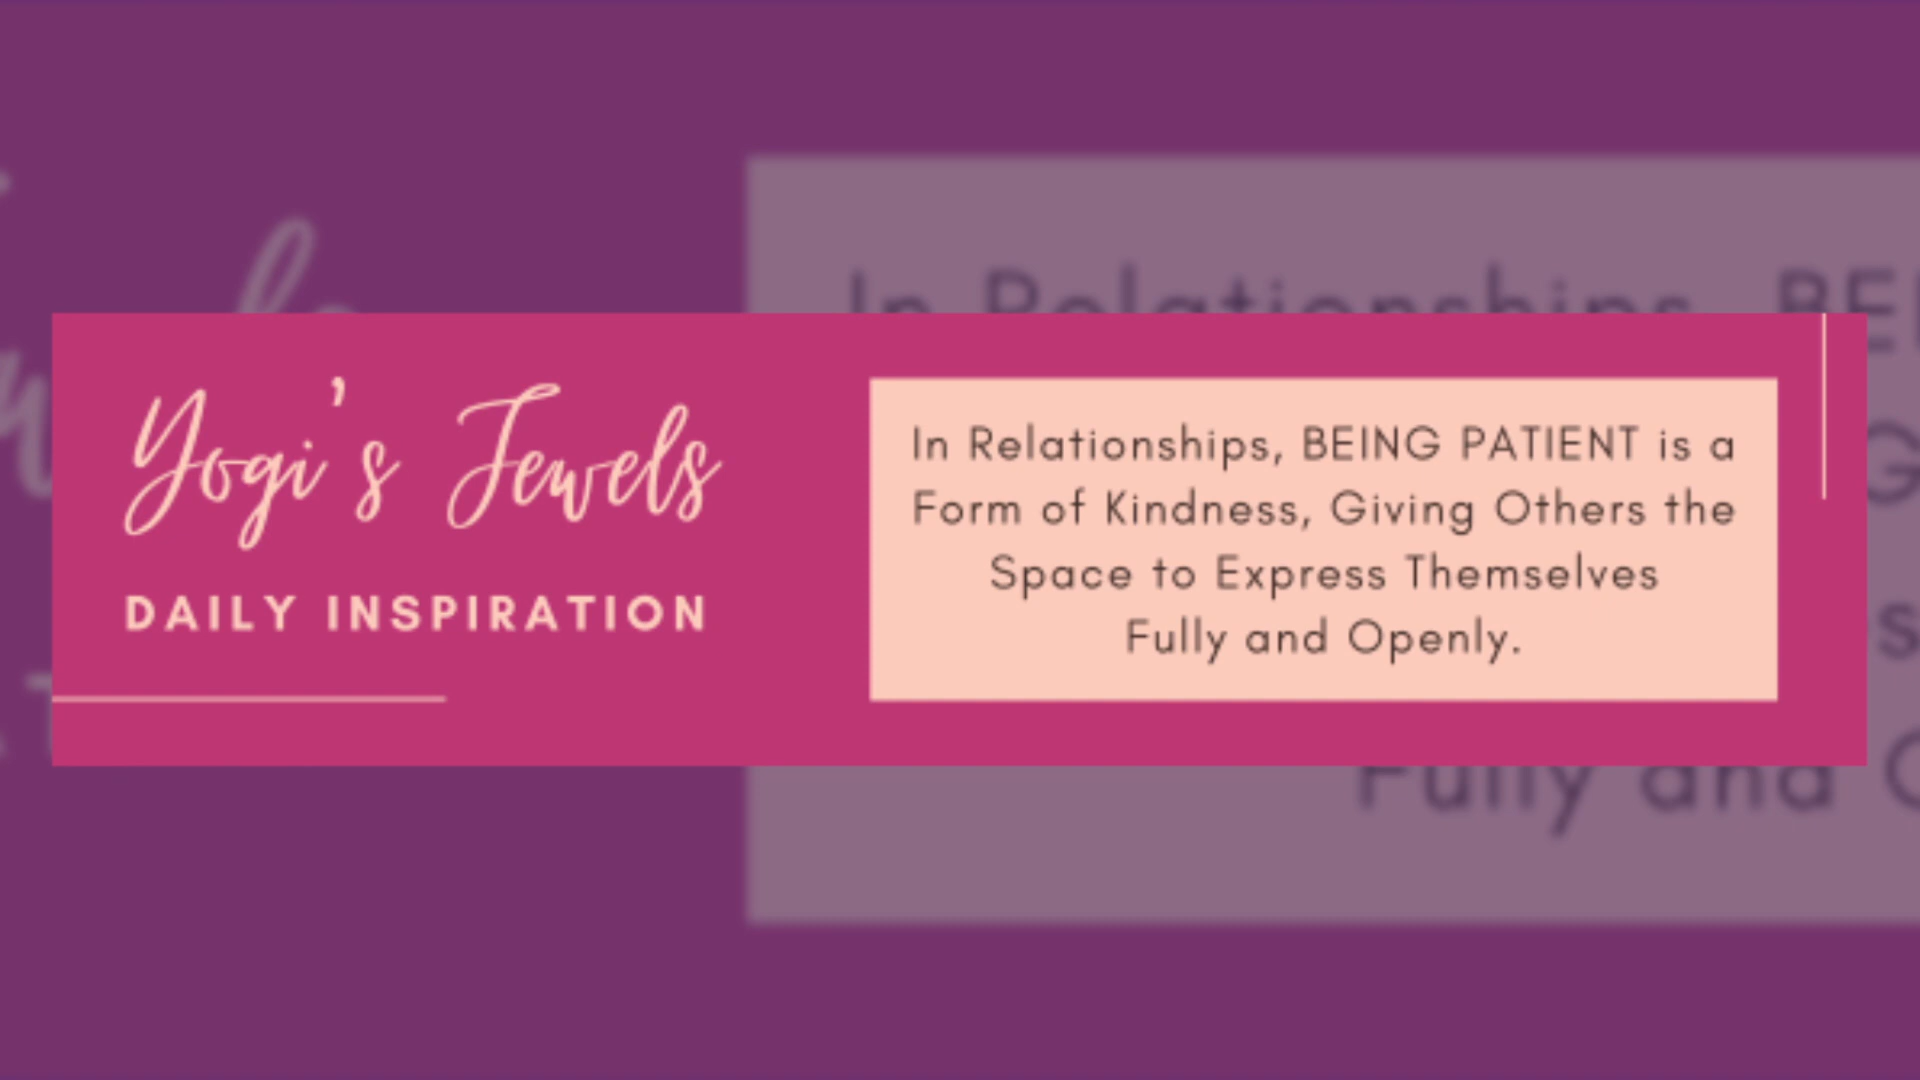 Yogi's Jewels
DAILY INSPIRATION
In Relationships, BEING PATIENT is a
Form of Kindness, Giving Others the
Space to Express Themselves
Fully and Openly.